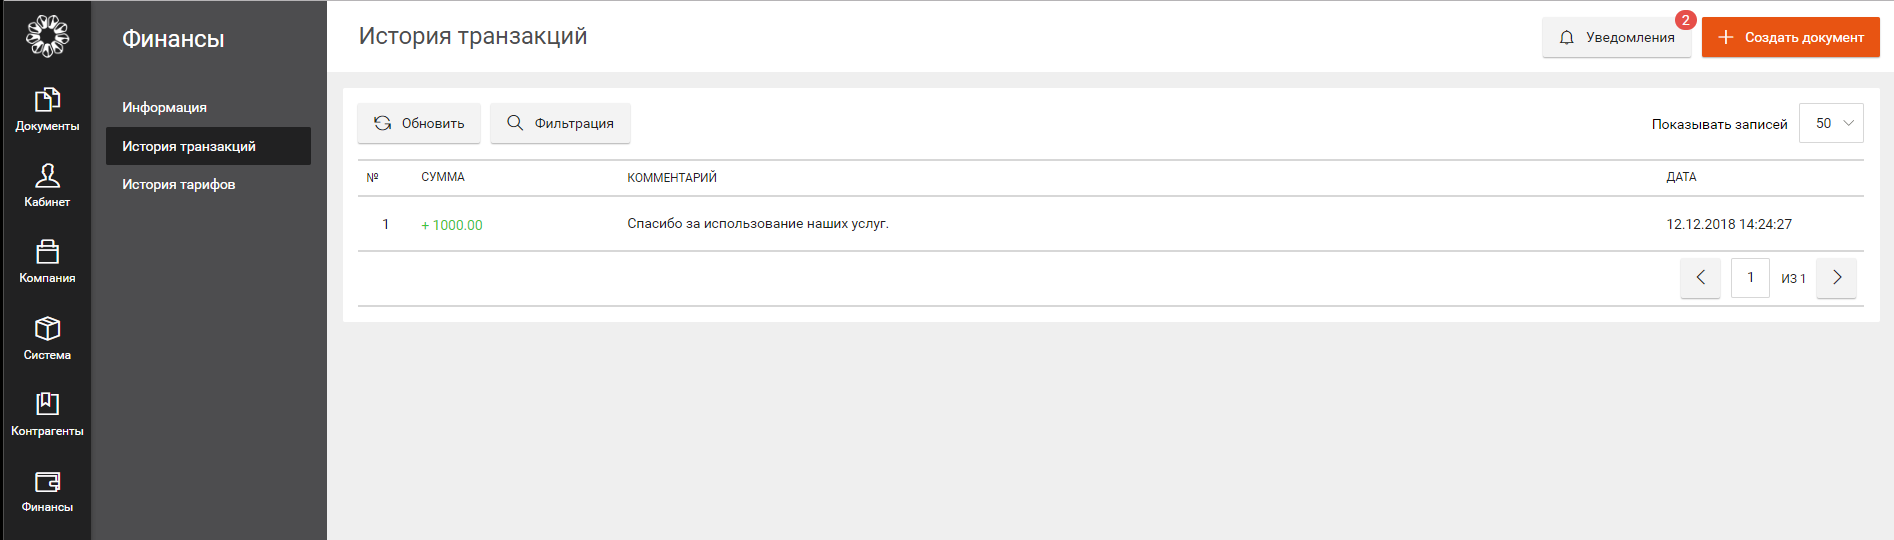 Документы
Кабинет
Компания
Система
Контрагенты
Финансы
Финансы
Информация
История транзакций
История тарифов
История транзакций
Уведомления 2
Создать документ
Обновить Фильтрация Показывать записей 50
№ СУММА КОММЕНТАРИЙ ДАТА
1 + 1000.00 Спасибо за использование наших услуг. 12.12.2018 14:24:27
1 ИЗ 1